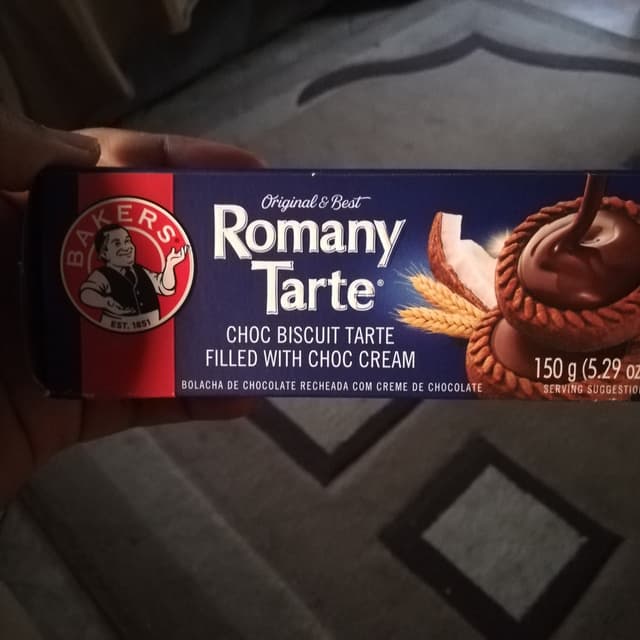 BAKERS
EST. 1851
Original & Best
Romany
Tarte®
CHOC BISCUIT TARTE
FILLED WITH CHOC CREAM
BOLACHA DE CHOCOLATE RECHEADA COM CREME DE CHOCOLATE
150 g (5.29 oz
SERVING SUGGESTIO